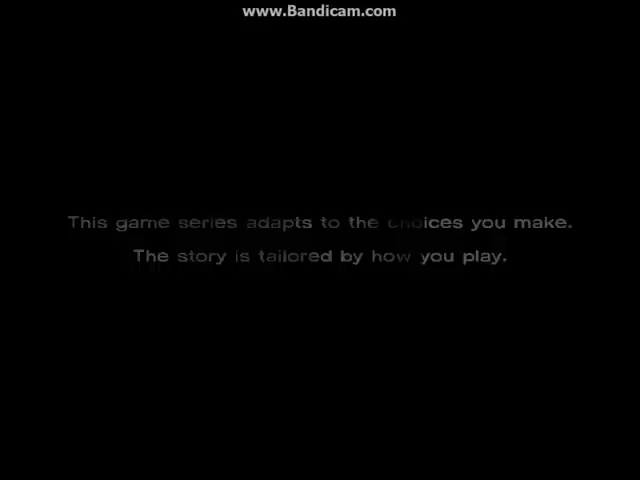 www.Bandicam.com
This game series adapts to the choices you make.
The story is tailored by how you play.